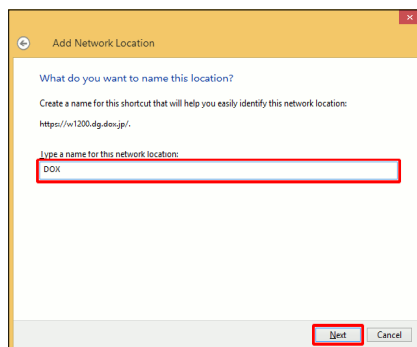 Add Network Location
What do you want to name this location?
Create a name for this shortcut that will help you easily identify this network location:
https://w1200.dg.dox.jp/.
Type a name for this network location:
DOX
Next
Cancel